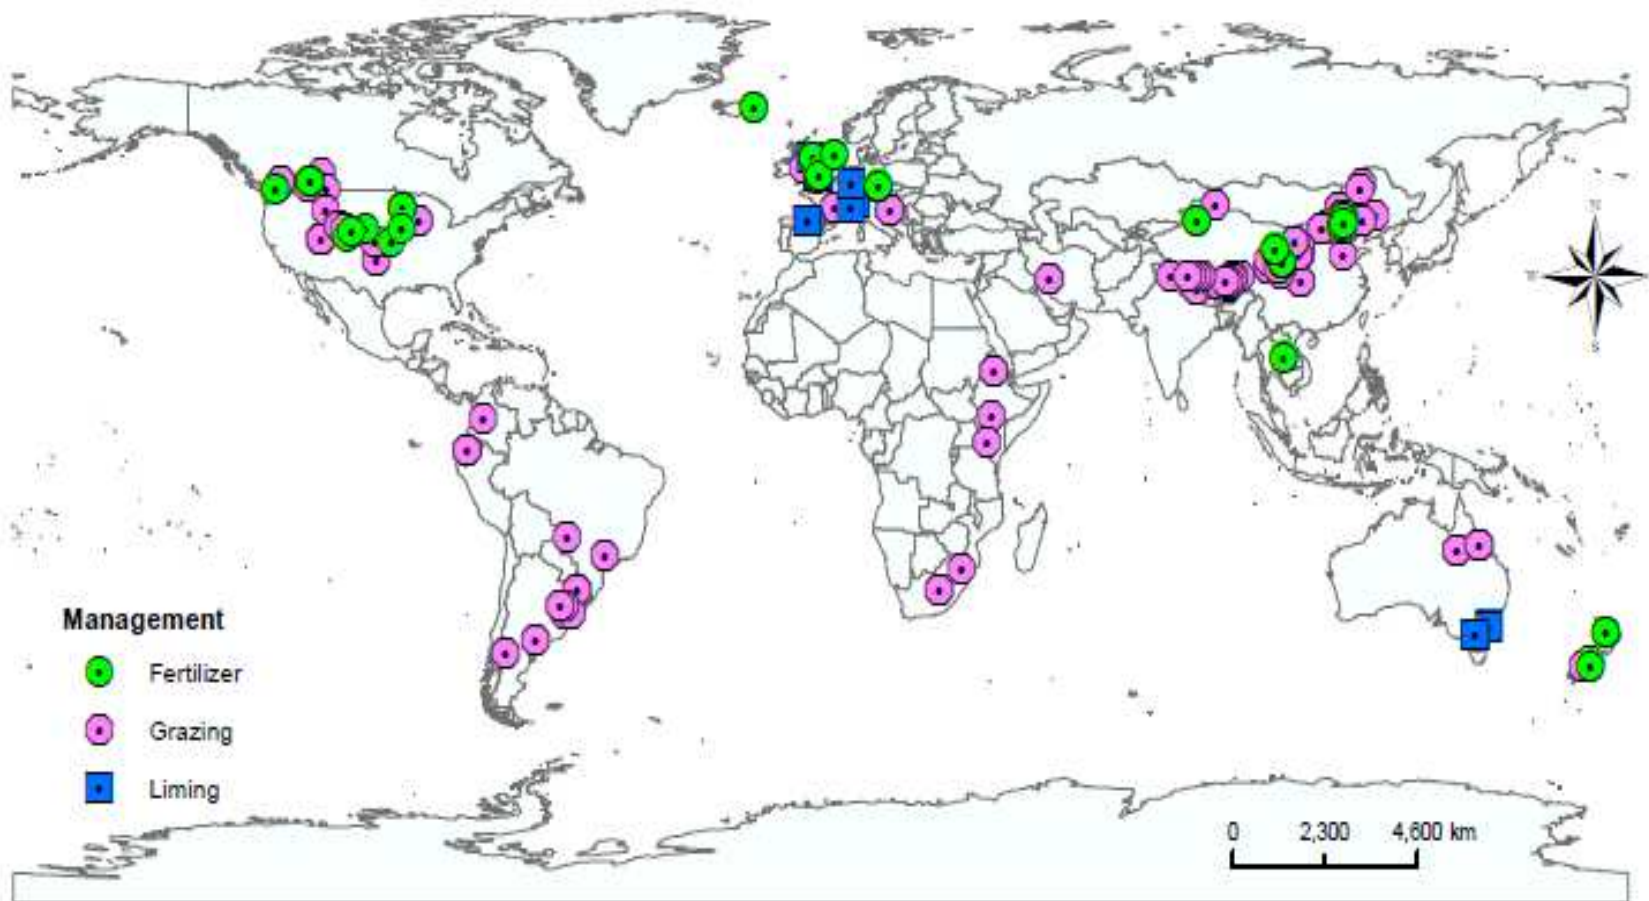 N
S
Management
Fertilizer
Grazing
Liming
0 2,300 4,600 km